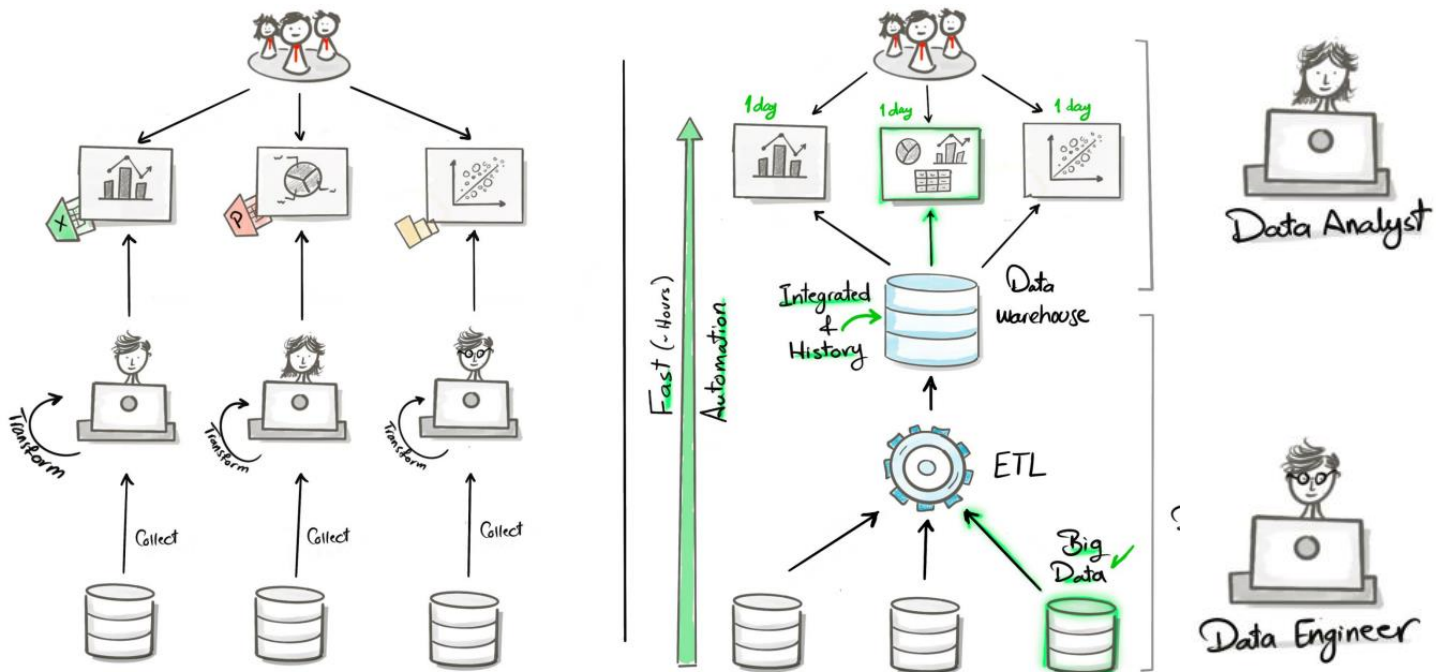 X
P
Transform
Transform
Transform
Collect
Collect
Collect
1 day
1 day
1 day
Fast (~ Hours)
Automation
Integrated
&
History
Data
warehouse
ETL
Big
Data
Data Analyst
Data Engineer